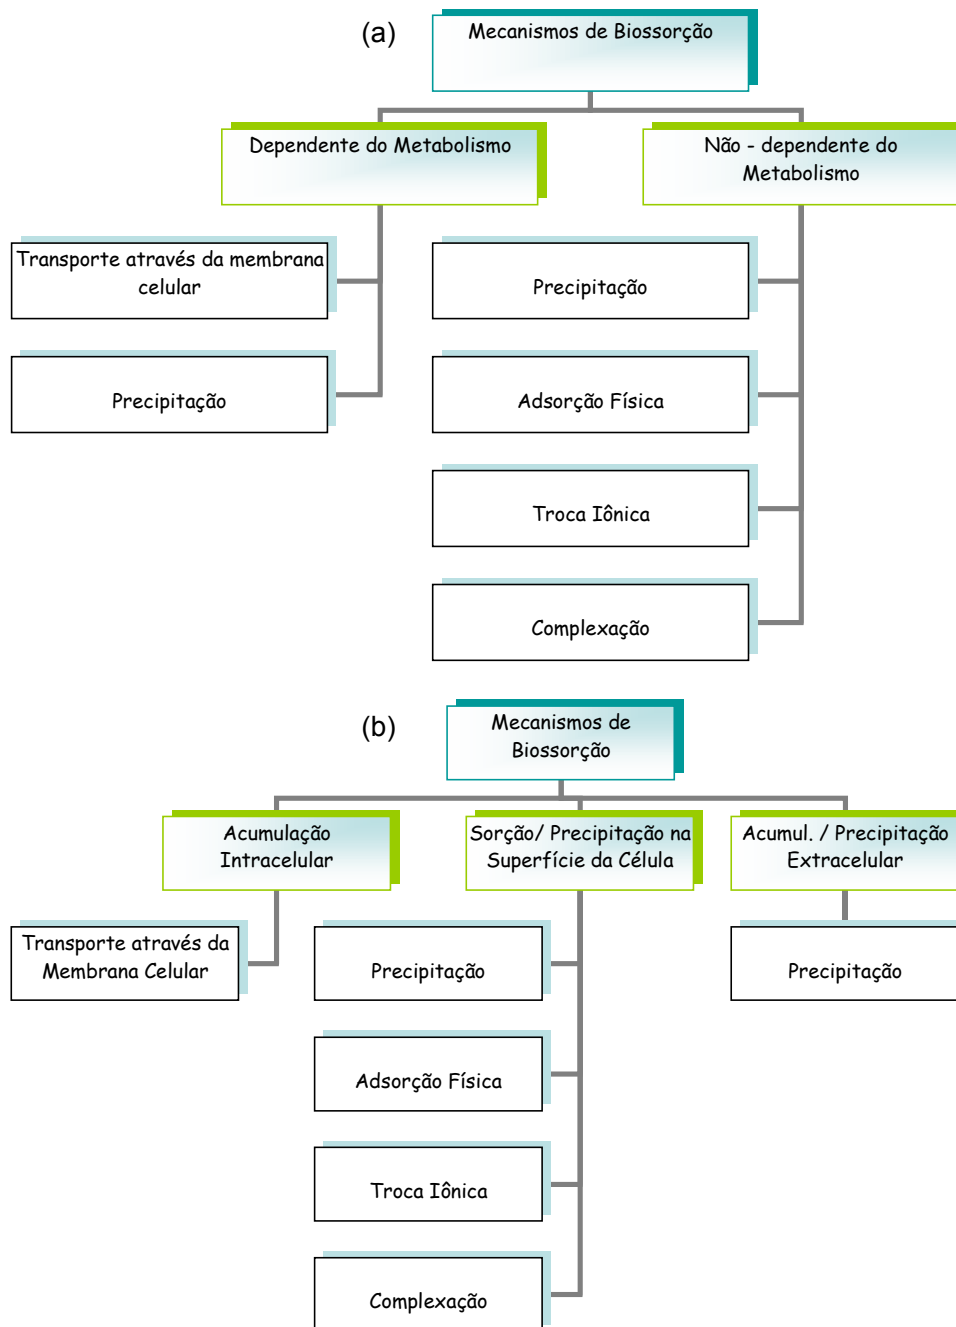 (a)
Mecanismos de Biossorção
Dependente do Metabolismo
Não - dependente do
Metabolismo
Transporte através da membrana
celular
Precipitação
Precipitação
Adsorção Física
Troca Iônica
Complexação
(b)
Mecanismos de
Biossorção
Acumulação
Intracelular
Sorção/ Precipitação na
Superfície da Célula
Acumul. / Precipitação
Extracelular
Transporte através da
Membrana Celular
Precipitação
Adsorção Física
Troca Iônica
Complexação
Precipitação